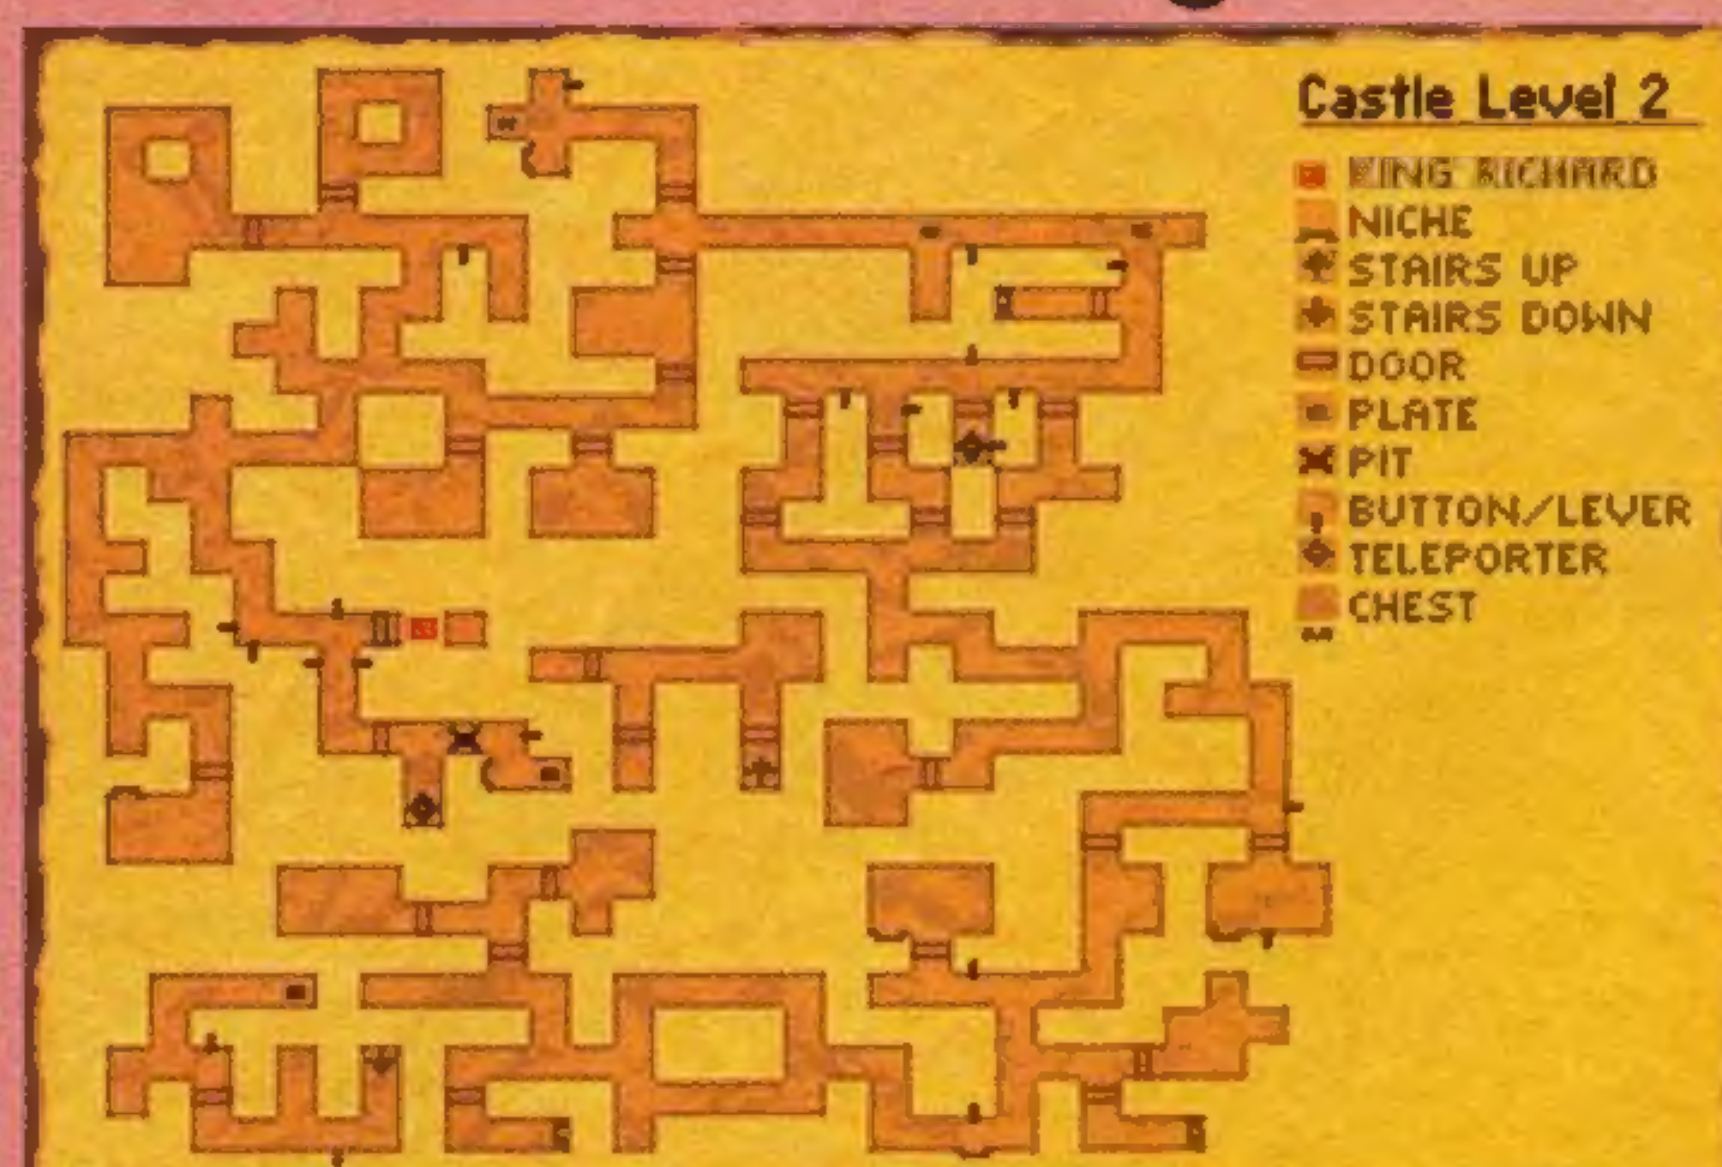 Castle Level 2
KING RICHARD
NICHE
STAIRS UP
STAIRS DOWN
DOOR
PLATE
PIT
BUTTON/LEVER
TELEPORTER
CHEST